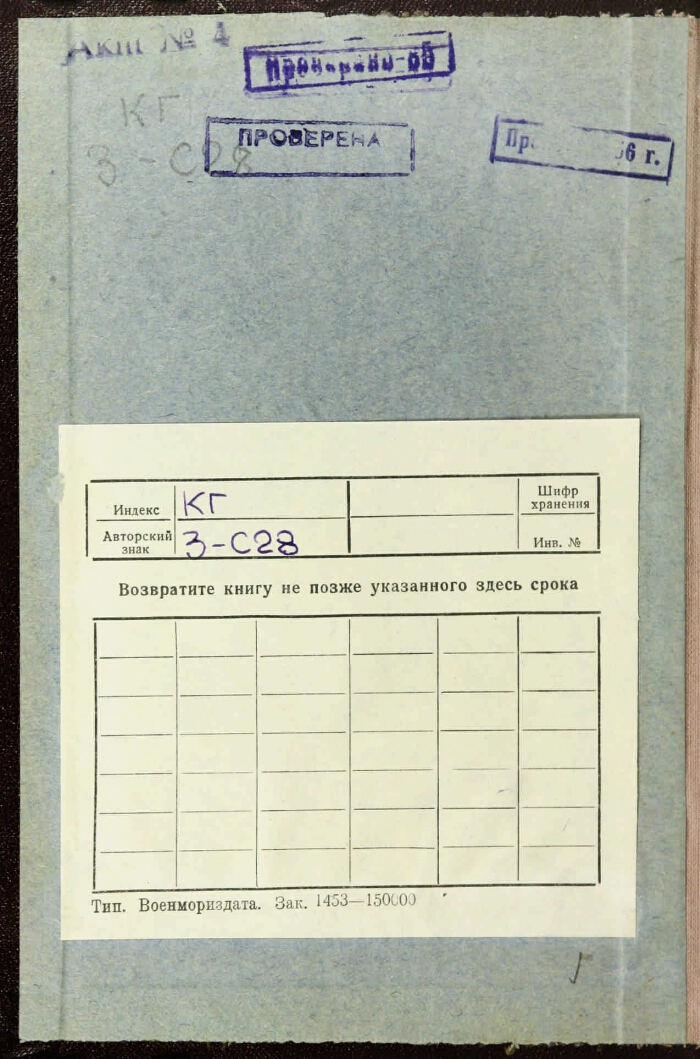 Акт № 4
Проверено-65
КГ
ПРОВЕРЕНА
6 г.
3-С28
Индекс
КГ
Шифр
хранения
Авторский
знак
3-С28
Инв. №
Возвратите книгу не позже указанного здесь срока
Тип. Военмориздата. Зак. 1453—150000